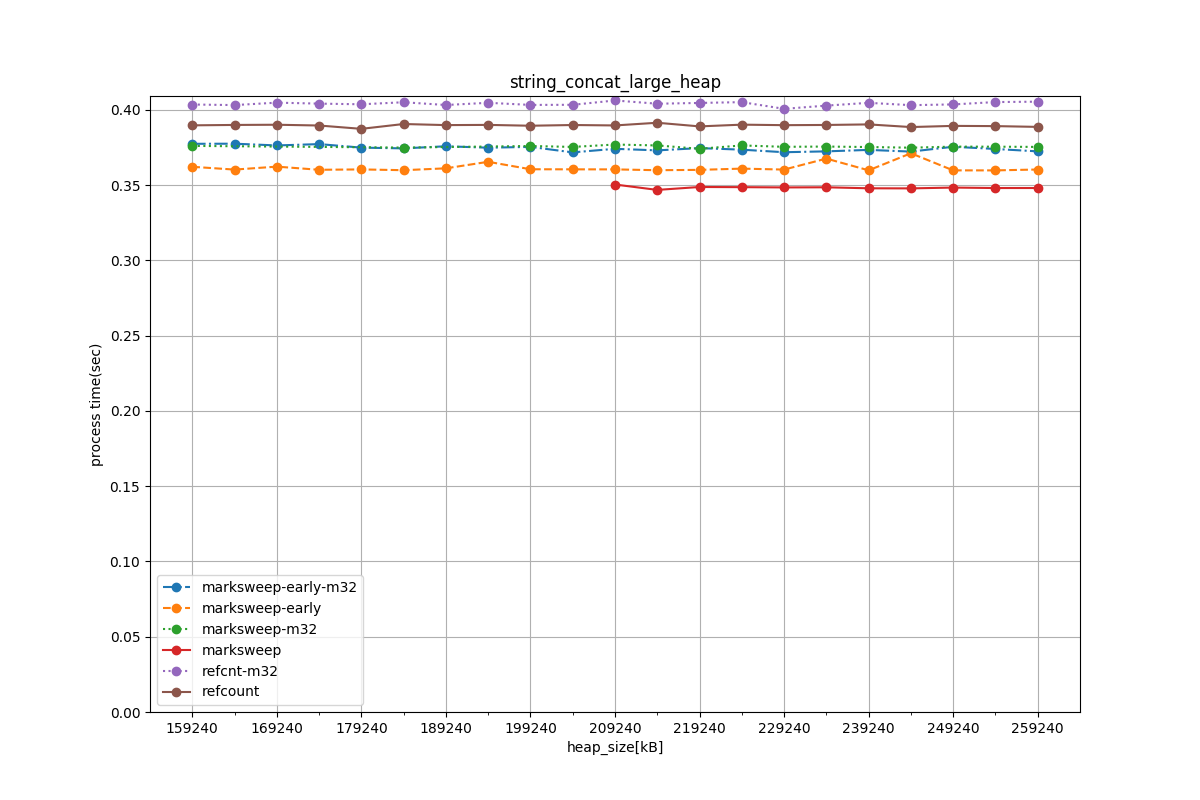 string_concat_large_heap
process time(sec)
0.40
0.35
0.30
0.25
0.20
0.15
0.10
0.05
0.00
marksweep-early-m32
marksweep-early
marksweep-m32
marksweep
refcnt-m32
refcount
159240 169240 179240 189240 199240 209240 219240 229240 239240 249240 259240
heap_size[kB]